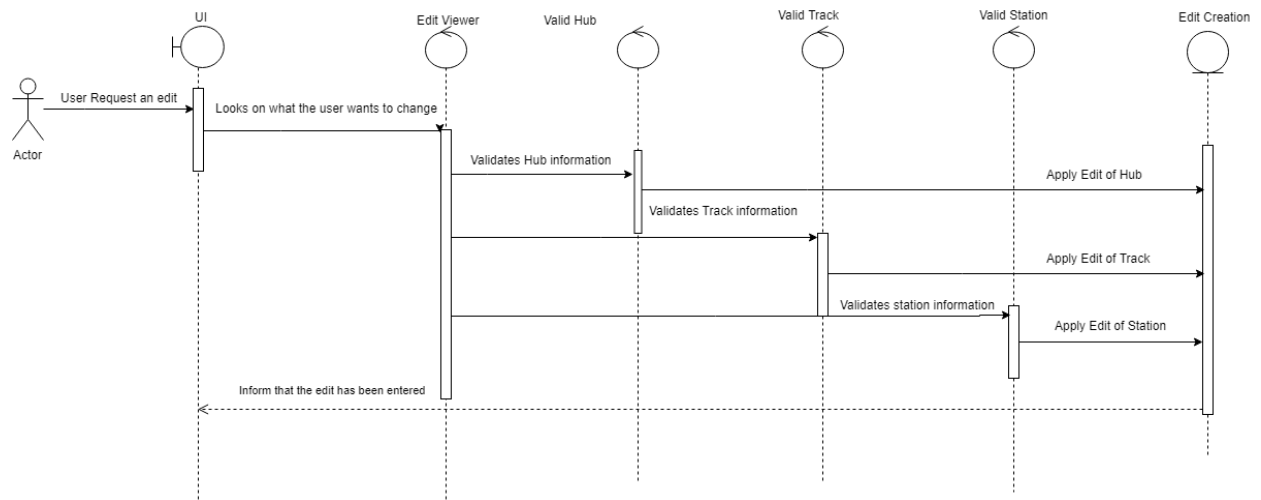 UI
Edit Viewer
Valid Hub
Valid Track
Valid Station
Edit Creation
User Request an edit
Looks on what the user wants to change
Actor
Validates Hub information
Apply Edit of Hub
Validates Track information
Apply Edit of Track
Validates station information
Apply Edit of Station
Inform that the edit has been entered